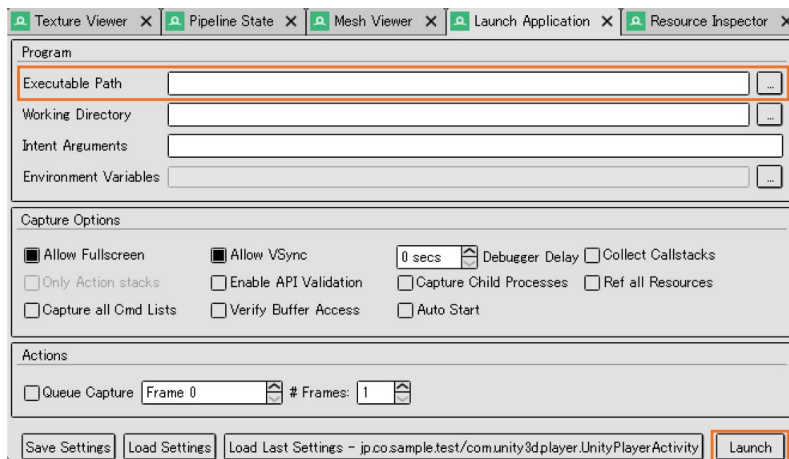 Texture Viewer X Pipeline State X Mesh Viewer X Launch Application X Resource Inspector X
Program
Executable Path ...
Working Directory ...
Intent Arguments
Environment Variables ...
Capture Options
Allow Fullscreen Allow VSync 0 secs Debugger Delay Collect Callstacks
Only Action stacks Enable API Validation Capture Child Processes Ref all Resources
Capture all Cmd Lists Verify Buffer Access Auto Start
Actions
Queue Capture Frame 0 # Frames: 1
Save Settings Load Settings Load Last Settings - jp.co.sample.test/com.unity3d.player.UnityPlayerActivity Launch